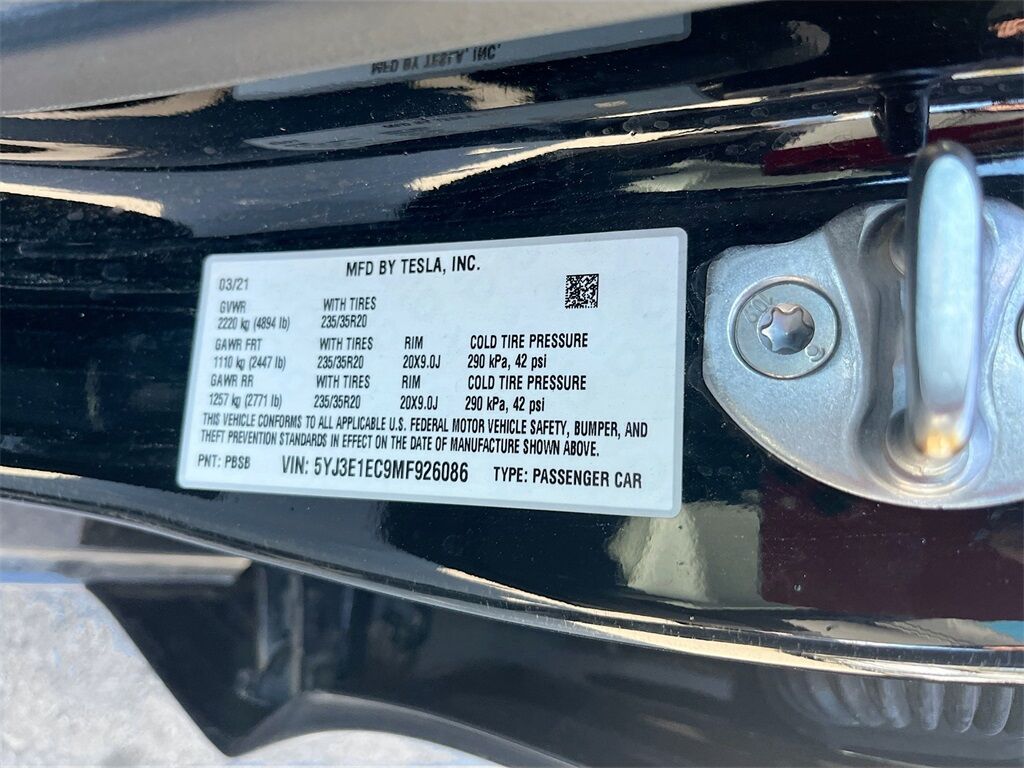 MFD BY TESLA, INC.
MFD BY TESLA, INC.
03/21
GVWR WITH TIRES
2220 kg (4894 lb) 235/35R20
GAWR FRT WITH TIRES RIM COLD TIRE PRESSURE
1110 kg (2447 lb) 235/35R20 20X9.0J 290 kPa, 42 psi
GAWR RR WITH TIRES RIM COLD TIRE PRESSURE
1257 kg (2771 lb) 235/35R20 20X9.0J 290 kPa, 42 psi
THIS VEHICLE CONFORMS TO ALL APPLICABLE U.S. FEDERAL MOTOR VEHICLE SAFETY, BUMPER, AND
THEFT PREVENTION STANDARDS IN EFFECT ON THE DATE OF MANUFACTURE SHOWN ABOVE.
PNT: PBSB VIN: 5YJ3E1EC9MF926086 TYPE: PASSENGER CAR